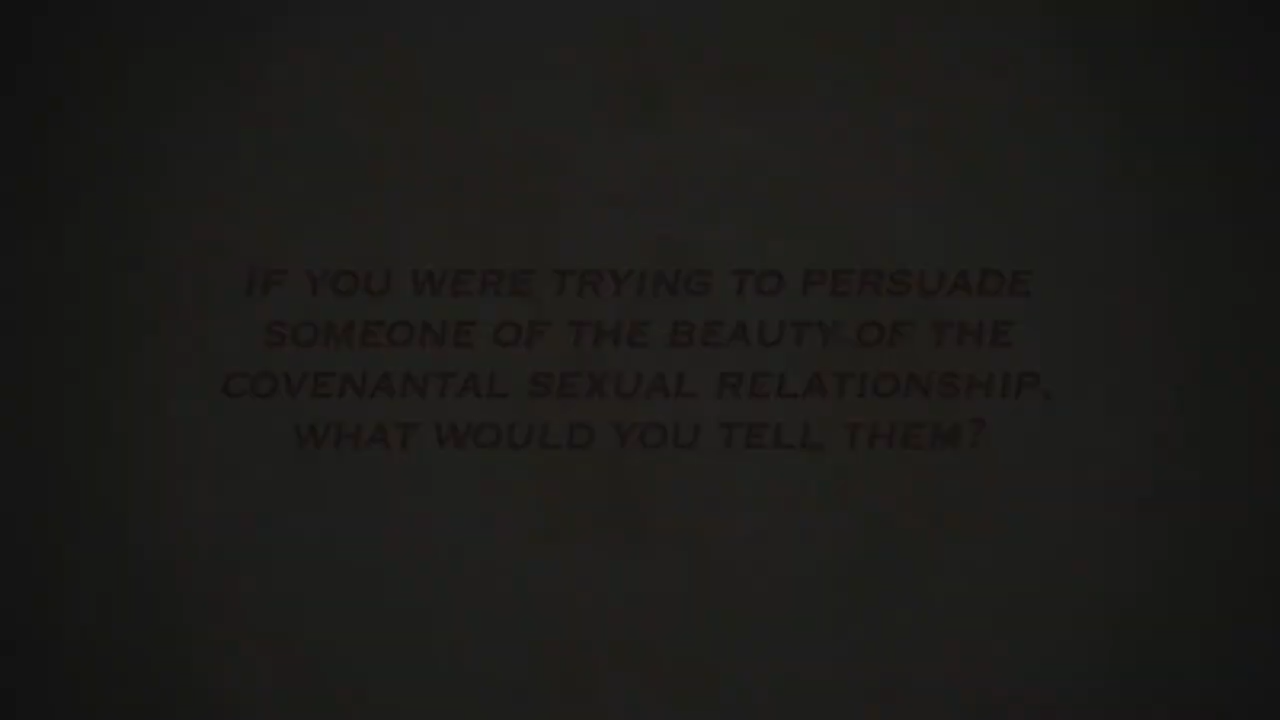 IF YOU WERE TRYING TO PERSUADE
SOMEONE OF THE BEAUTY OF THE
COVENANTAL SEXUAL RELATIONSHIP,
WHAT WOULD YOU TELL THEM?